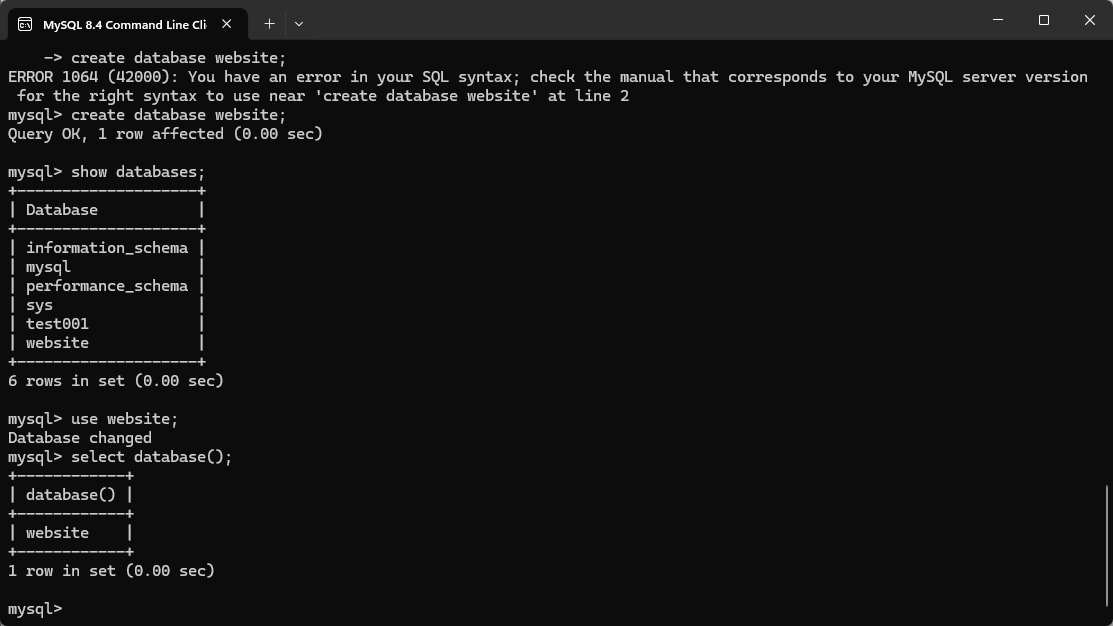 MySQL 8.4 Command Line Cli
    -> create database website;
ERROR 1064 (42000): You have an error in your SQL syntax; check the manual that corresponds to your MySQL server version
 for the right syntax to use near 'create database website' at line 2
mysql> create database website;
Query OK, 1 row affected (0.00 sec)

mysql> show databases;
+--------------------+
| Database           |
+--------------------+
| information_schema |
| mysql              |
| performance_schema |
| sys                |
| test001            |
| website            |
+--------------------+
6 rows in set (0.00 sec)

mysql> use website;
Database changed
mysql> select database();
+------------+
| database() |
+------------+
| website    |
+------------+
1 row in set (0.00 sec)

mysql>